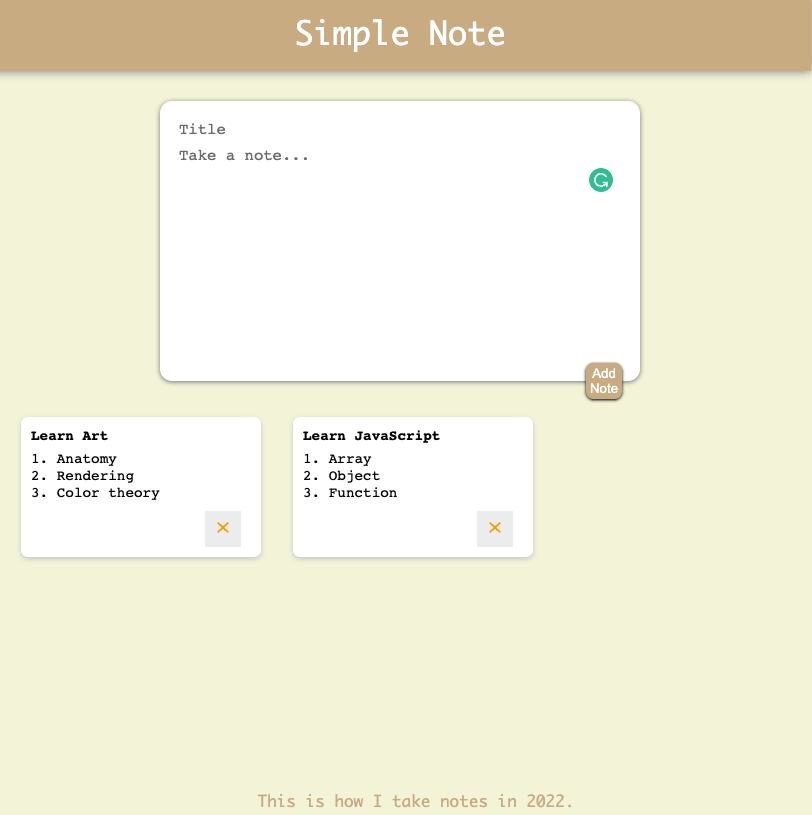 Simple Note
Title
Take a note...
Add
Note
Learn Art
1. Anatomy
2. Rendering
3. Color theory
Learn JavaScript
1. Array
2. Object
3. Function
This is how I take notes in 2022.